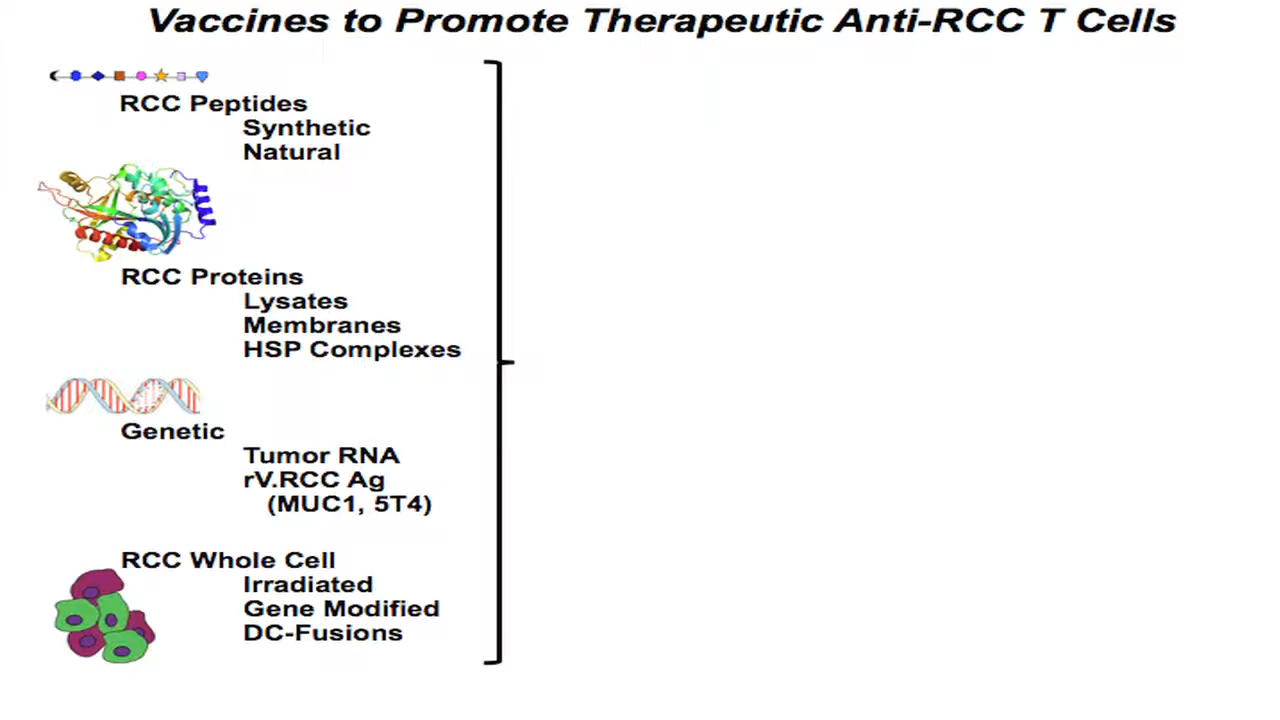 Vaccines to Promote Therapeutic Anti-RCC T Cells
RCC Peptides
Synthetic
Natural
RCC Proteins
Lysates
Membranes
HSP Complexes
Genetic
Tumor RNA
rV.RCC Ag
(MUC1, 5T4)
RCC Whole Cell
Irradiated
Gene Modified
DC-Fusions